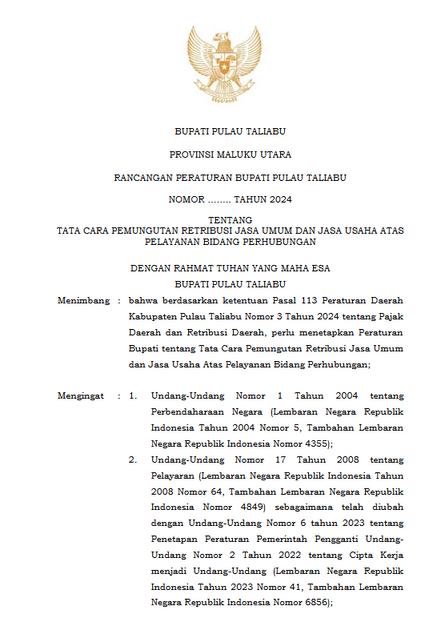 BUPATI PULAU TALIABU
PROVINSI MALUKU UTARA
RANCANGAN PERATURAN BUPATI PULAU TALIABU
NOMOR ........ TAHUN 2024
TENTANG
TATA CARA PEMUNGUTAN RETRIBUSI JASA UMUM DAN JASA USAHA ATAS
PELAYANAN BIDANG PERHUBUNGAN
DENGAN RAHMAT TUHAN YANG MAHA ESA
BUPATI PULAU TALIABU
Menimbang : bahwa berdasarkan ketentuan Pasal 113 Peraturan Daerah
Kabupaten Pulau Taliabu Nomor 3 Tahun 2024 tentang Pajak
Daerah dan Retribusi Daerah, perlu menetapkan Peraturan
Bupati tentang Tata Cara Pemungutan Retribusi Jasa Umum
dan Jasa Usaha Atas Pelayanan Bidang Perhubungan;
Mengingat : 1. Undang-Undang Nomor 1 Tahun 2004 tentang
Perbendaharaan Negara (Lembaran Negara Republik
Indonesia Tahun 2004 Nomor 5, Tambahan Lembaran
Negara Republik Indonesia Nomor 4355);
2. Undang-Undang Nomor 17 Tahun 2008 tentang
Pelayaran (Lembaran Negara Republik Indonesia Tahun
2008 Nomor 64, Tambahan Lembaran Negara Republik
Indonesia Nomor 4849) sebagaimana telah diubah
dengan Undang-Undang Nomor 6 tahun 2023 tentang
Penetapan Peraturan Pemerintah Pengganti Undang-
Undang Nomor 2 Tahun 2022 tentang Cipta Kerja
menjadi Undang-Undang (Lembaran Negara Republik
Indonesia Tahun 2023 Nomor 41, Tambahan Lembaran
Negara Republik Indonesia Nomor 6856);